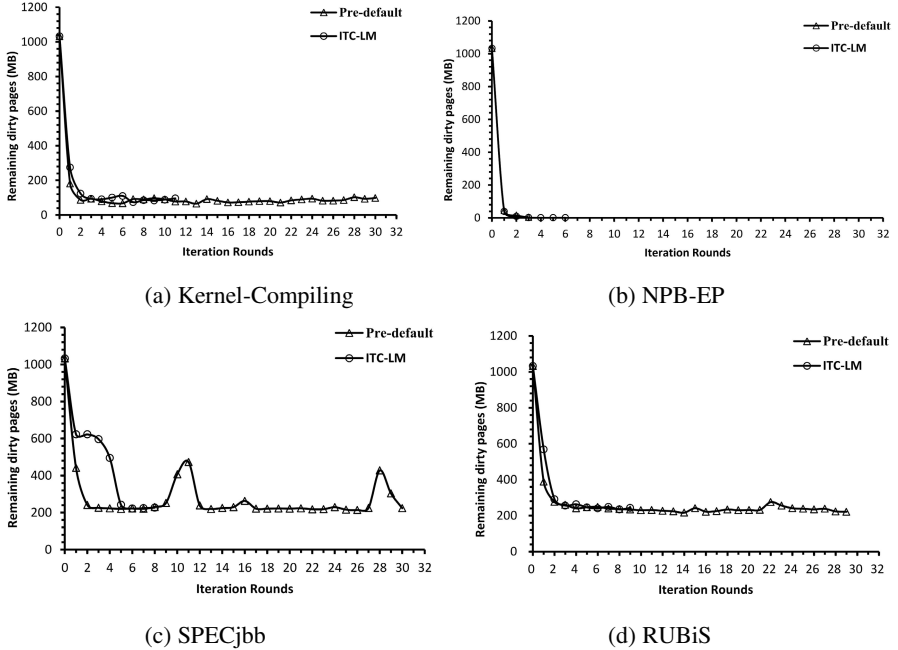 Pre-default
ITC-LM
Remaining dirty pages (MB)
1200
1000
800
600
400
200
0
0 2 4 6 8 10 12 14 16 18 20 22 24 26 28 30 32
Iteration Rounds
(a) Kernel-Compiling
Pre-default
ITC-LM
Remaining dirty pages (MB)
1200
1000
800
600
400
200
0
0 2 4 6 8 10 12 14 16 18 20 22 24 26 28 30 32
Iteration Rounds
(b) NPB-EP
Pre-default
ITC-LM
Remaining dirty pages (MB)
1200
1000
800
600
400
200
0
0 2 4 6 8 10 12 14 16 18 20 22 24 26 28 30 32
Iteration Rounds
(c) SPECjbb
Pre-default
ITC-LM
Remaining dirty pages (MB)
1200
1000
800
600
400
200
0
0 2 4 6 8 10 12 14 16 18 20 22 24 26 28 30 32
Iteration Rounds
(d) RUBiS